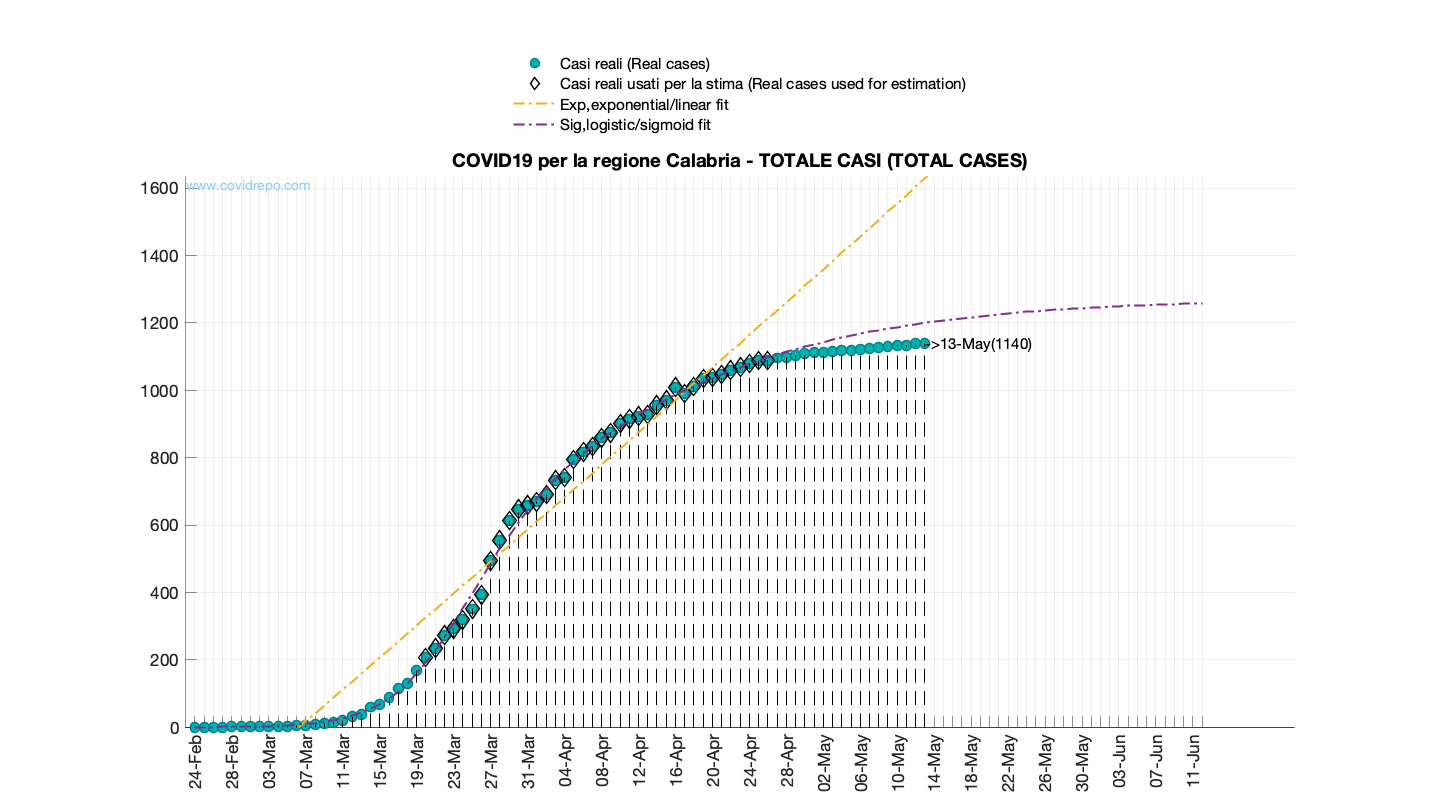 Casi reali (Real cases)
Casi reali usati per la stima (Real cases used for estimation)
Exp,exponential/linear fit
Sig,logistic/sigmoid fit
COVID19 per la regione Calabria - TOTALE CASI (TOTAL CASES)
www.covidrepo.com
1600
1400
1200
1000
800
600
400
200
0
->13-May(1140)
24-Feb
28-Feb
03-Mar
07-Mar
11-Mar
15-Mar
19-Mar
23-Mar
27-Mar
31-Mar
04-Apr
08-Apr
12-Apr
16-Apr
20-Apr
24-Apr
28-Apr
02-May
06-May
10-May
14-May
18-May
22-May
26-May
30-May
03-Jun
07-Jun
11-Jun